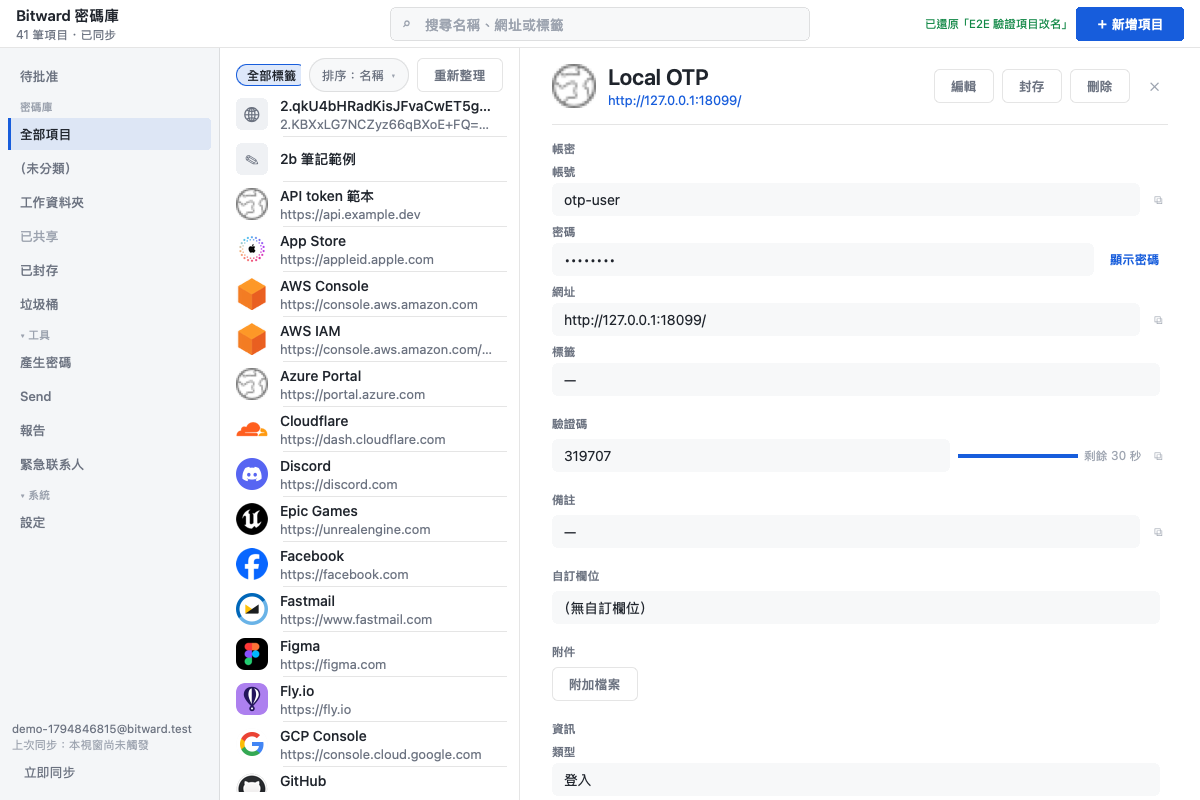 Bitward 密碼庫
41 筆項目 · 已同步
搜尋名稱、網址或標籤
已還原「E2E 驗證項目改名」
+ 新增項目
待批准
密碼庫
全部項目
(未分類)
工作資料夾
已共享
已封存
垃圾桶
工具
產生密碼
Send
報告
緊急联系人
系統
設定
demo-1794846815@bitward.test
上次同步：本視窗尚未觸發
立即同步
全部標籤
排序：名稱
重新整理
2.qkU4bHRadKisJFvaCwET5g...
2.KBXxLG7NCZyz66qBXoE+FQ=...
2b 筆記範例
API token 範本
https://api.example.dev
App Store
https://appleid.apple.com
AWS Console
https://console.aws.amazon.com
AWS IAM
https://console.aws.amazon.com/...
Azure Portal
https://portal.azure.com
Cloudflare
https://dash.cloudflare.com
Discord
https://discord.com
Epic Games
https://unrealengine.com
Facebook
https://facebook.com
Fastmail
https://www.fastmail.com
Figma
https://figma.com
Fly.io
https://fly.io
GCP Console
https://console.cloud.google.com
GitHub
Local OTP
http://127.0.0.1:18099/
編輯
封存
刪除
帳密
帳號
otp-user
密碼
••••••••
顯示密碼
網址
http://127.0.0.1:18099/
標籤
—
驗證碼
319707
剩餘 30 秒
備註
—
自訂欄位
(無自訂欄位)
附件
附加檔案
資訊
類型
登入